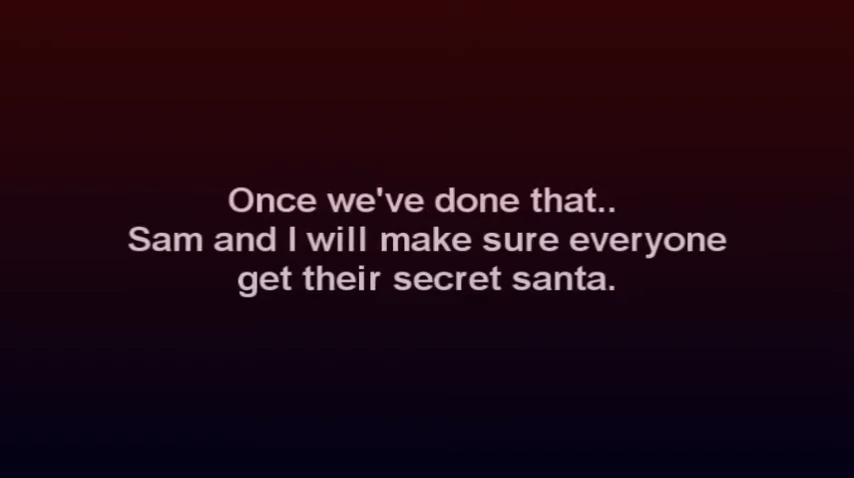 Once we've done that..
Sam and I will make sure everyone
get their secret santa.